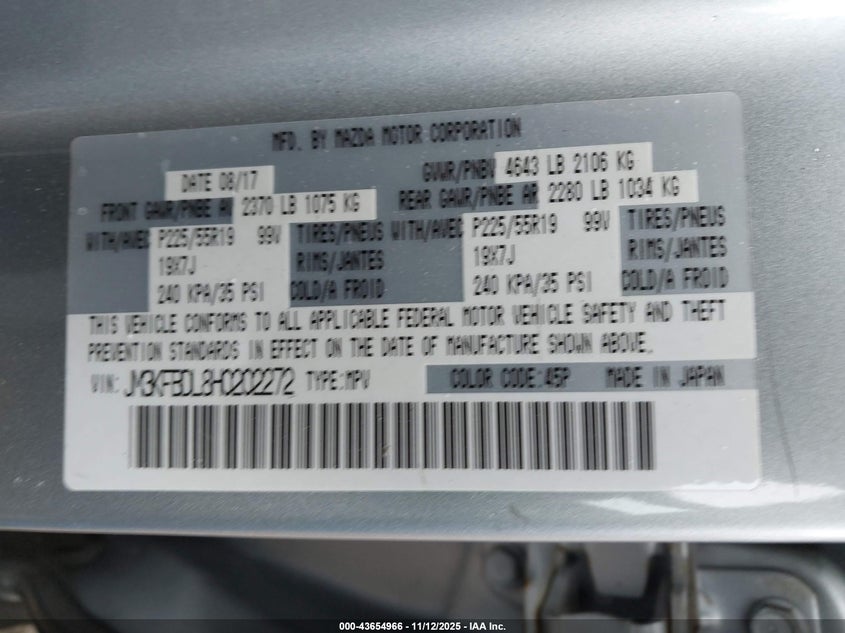 MFD. BY MAZDA MOTOR CORPORATION
DATE 08/17 GVWR/PNBV 4643 LB 2106 KG
FRONT GAWR/PNBE AV 2370 LB 1075 KG REAR GAWR/PNBE AR 2280 LB 1034 KG
WITH/AVEC P225/55R19 99V TIRES/PNEUS WITH/AVEC P225/55R19 99V TIRES/PNEUS
19X7J RIMS/JANTES 19X7J RIMS/JANTES
240 KPA/35 PSI COLD/A FROID 240 KPA/35 PSI COLD/A FROID
THIS VEHICLE CONFORMS TO ALL APPLICABLE FEDERAL MOTOR VEHICLE SAFETY AND THEFT
PREVENTION STANDARDS IN EFFECT ON THE DATE OF MANUFACTURE SHOWN ABOVE.
VIN: JM3KFBDL8H0202272 TYPE:MPV COLOR CODE:45P MADE IN JAPAN
000-43654966 - 11/12/2025 - IAA Inc.